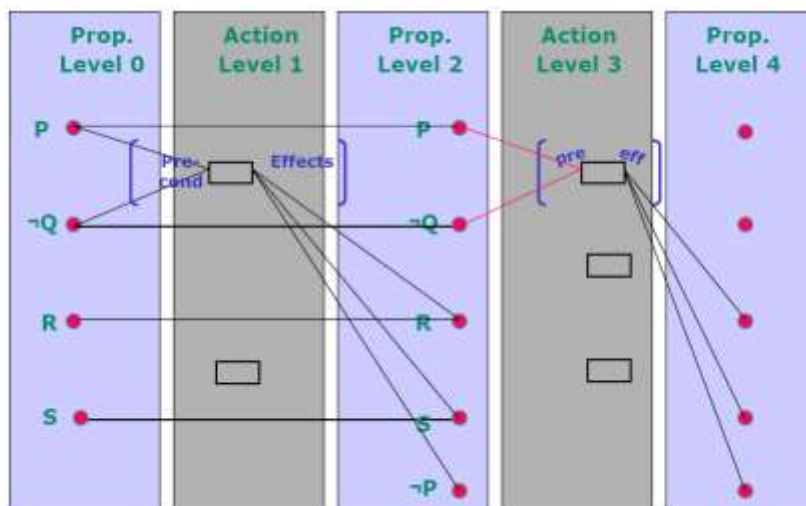 Prop.
Level 0
Action
Level 1
Prop.
Level 2
Action
Level 3
Prop.
Level 4
P
P
Pre-
cond
Effects
pre
eff
¬Q
¬Q
R
R
S
S
¬P